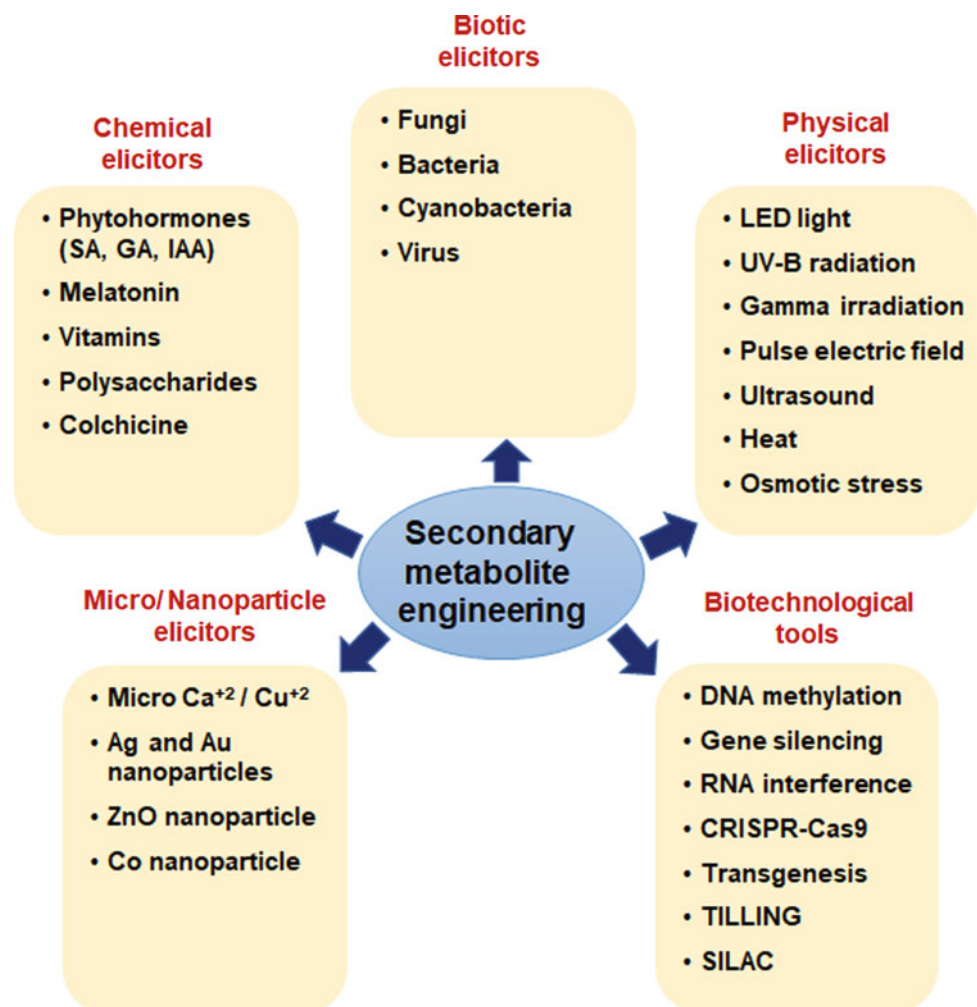 Biotic
elicitors
• Fungi
• Bacteria
• Cyanobacteria
• Virus
Chemical
elicitors
• Phytohormones
(SA, GA, IAA)
• Melatonin
• Vitamins
• Polysaccharides
• Colchicine
Physical
elicitors
• LED light
• UV-B radiation
• Gamma irradiation
• Pulse electric field
• Ultrasound
• Heat
• Osmotic stress
Secondary
metabolite
engineering
Micro/ Nanoparticle
elicitors
• Micro Ca⁺² / Cu⁺²
• Ag and Au
nanoparticles
• ZnO nanoparticle
• Co nanoparticle
Biotechnological
tools
• DNA methylation
• Gene silencing
• RNA interference
• CRISPR-Cas9
• Transgenesis
• TILLING
• SILAC